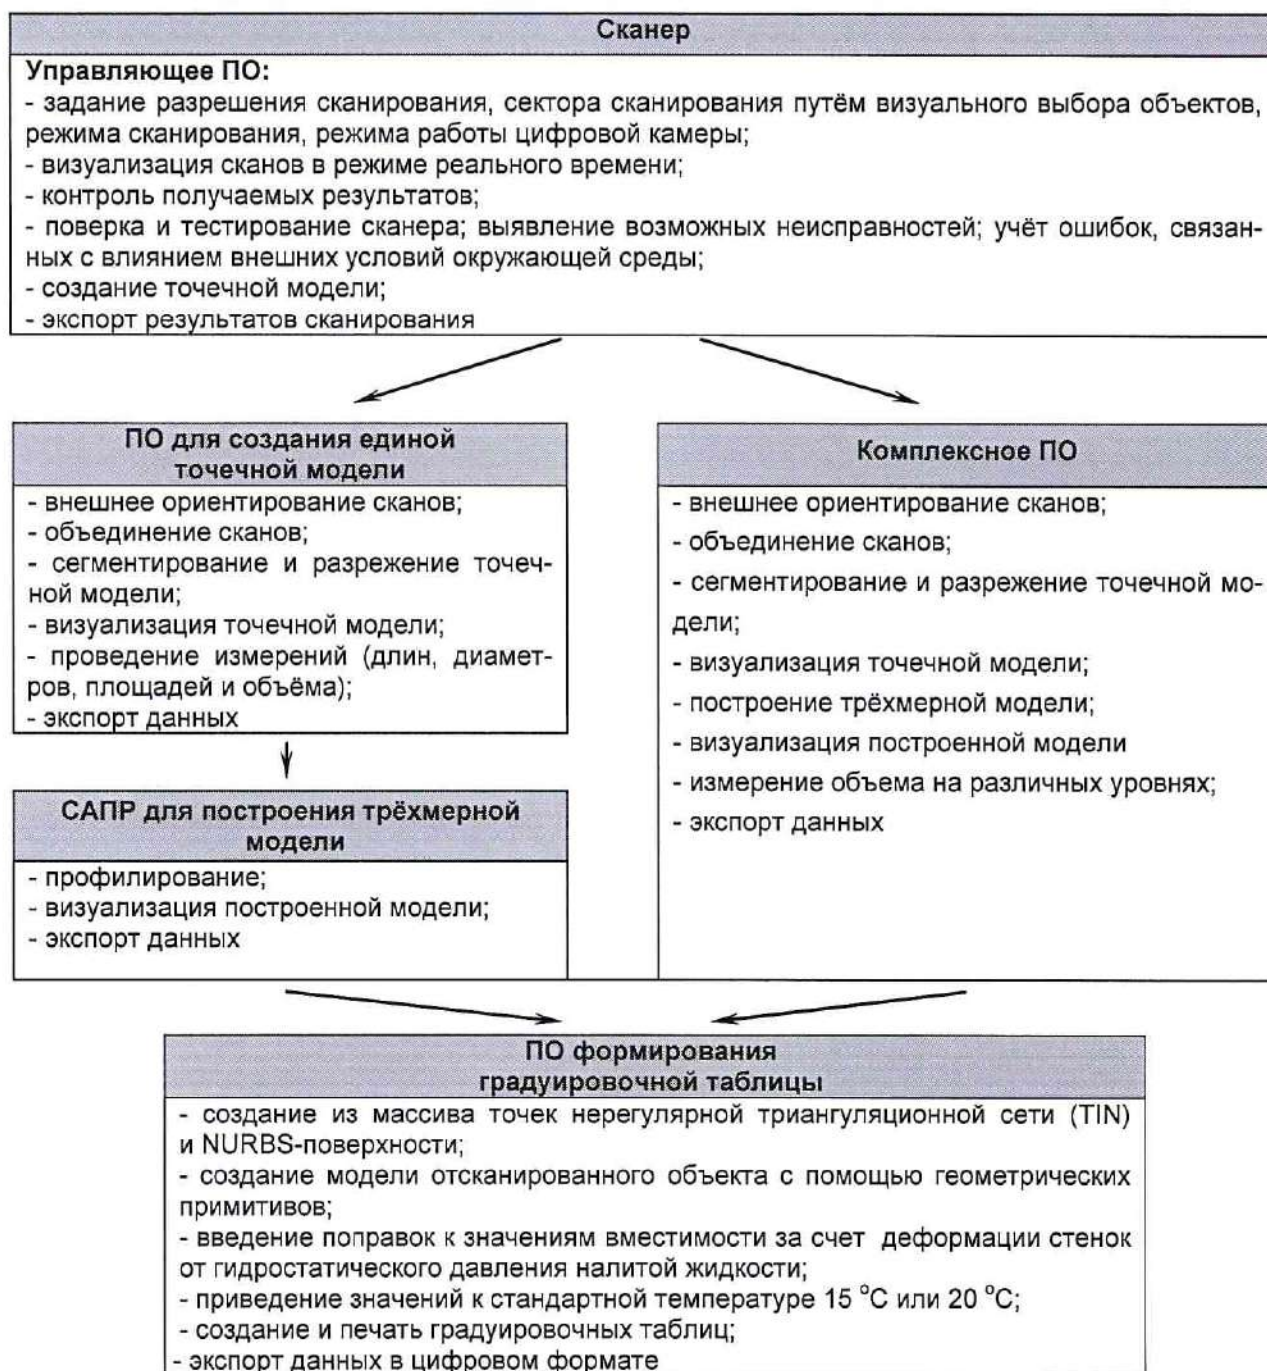 Сканер
Управляющее ПО:
- задание разрешения сканирования, сектора сканирования путём визуального выбора объектов,
режима сканирования, режима работы цифровой камеры;
- визуализация сканов в режиме реального времени;
- контроль получаемых результатов;
- поверка и тестирование сканера; выявление возможных неисправностей; учёт ошибок, связан-
ных с влиянием внешних условий окружающей среды;
- создание точечной модели;
- экспорт результатов сканирования
ПО для создания единой
точечной модели
- внешнее ориентирование сканов;
- объединение сканов;
- сегментирование и разрежение точеч-
ной модели;
- визуализация точечной модели;
- проведение измерений (длин, диамет-
ров, площадей и объёма);
- экспорт данных
САПР для построения трёхмерной
модели
- профилирование;
- визуализация построенной модели;
- экспорт данных
Комплексное ПО
- внешнее ориентирование сканов;
- объединение сканов;
- сегментирование и разрежение точечной мо-
дели;
- визуализация точечной модели;
- построение трёхмерной модели;
- визуализация построенной модели
- измерение объема на различных уровнях;
- экспорт данных
ПО формирования
градуировочной таблицы
- создание из массива точек нерегулярной триангуляционной сети (TIN)
и NURBS-поверхности;
- создание модели отсканированного объекта с помощью геометрических
примитивов;
- введение поправок к значениям вместимости за счет деформации стенок
от гидростатического давления налитой жидкости;
- приведение значений к стандартной температуре 15 °C или 20 °C;
- создание и печать градуировочных таблиц;
- экспорт данных в цифровом формате